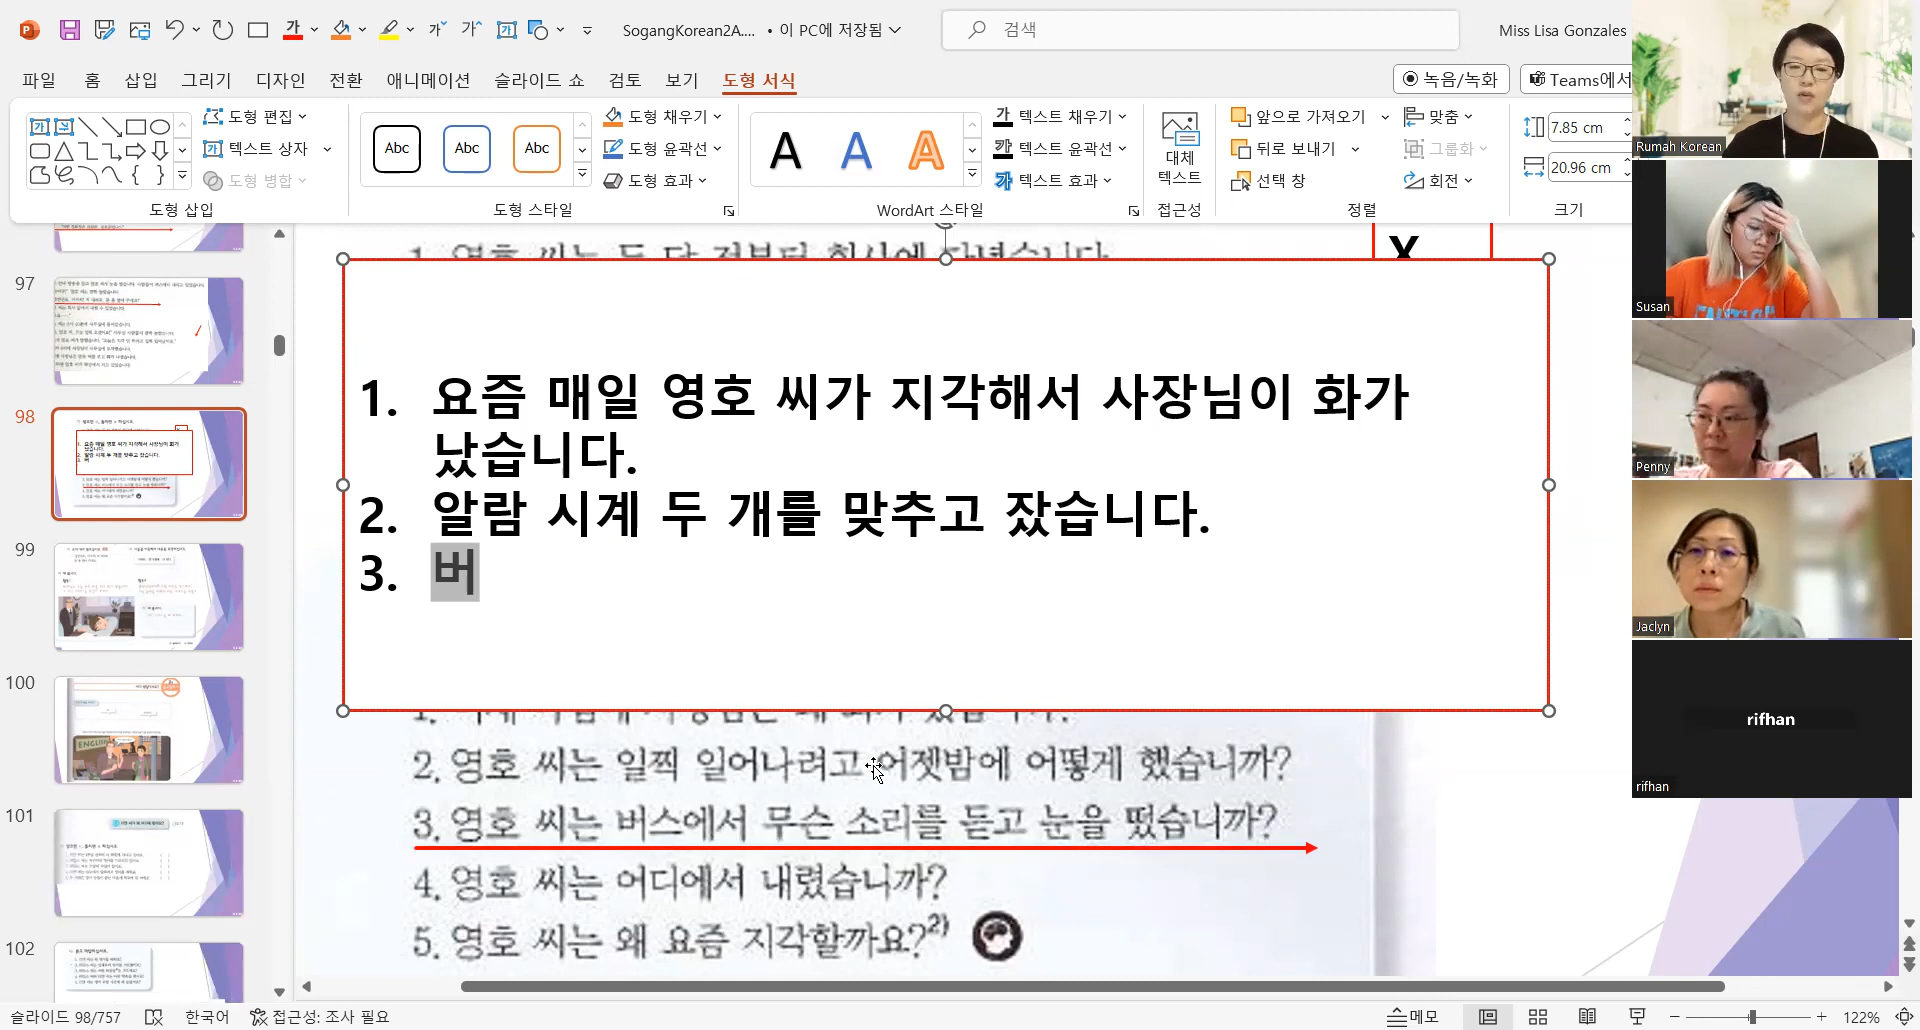 SogangKorean2A.... • 이 PC에 저장됨
검색
Miss Lisa Gonzales
파일 홈 삽입 그리기 디자인 전환 애니메이션 슬라이드 쇼 검토 보기 도형 서식
녹음/녹화
Teams에서
도형 편집
텍스트 상자
도형 병합
도형 삽입
Abc Abc Abc
도형 채우기
도형 윤곽선
도형 효과
도형 스타일
A A A
텍스트 채우기
텍스트 윤곽선
텍스트 효과
WordArt 스타일
대체
텍스트
접근성
앞으로 가져오기
뒤로 보내기
선택 창
맞춤
그룹화
회전
정렬
7.85 cm
20.96 cm
크기
97
98
99
100
101
102
X
1. 요즘 매일 영호 씨가 지각해서 사장님이 화가
났습니다.
2. 알람 시계 두 개를 맞추고 잤습니다.
3. 버
2. 영호 씨는 일찍 일어나려고 어젯밤에 어떻게 했습니까?
3. 영호 씨는 버스에서 무슨 소리를 듣고 눈을 떴습니까?
4. 영호 씨는 어디에서 내렸습니까?
5. 영호 씨는 왜 요즘 지각할까요?2)
Rumah Korean
Susan
Penny
Jaclyn
rifhan
rifhan
슬라이드 98/757
한국어
접근성: 조사 필요
메모
122%